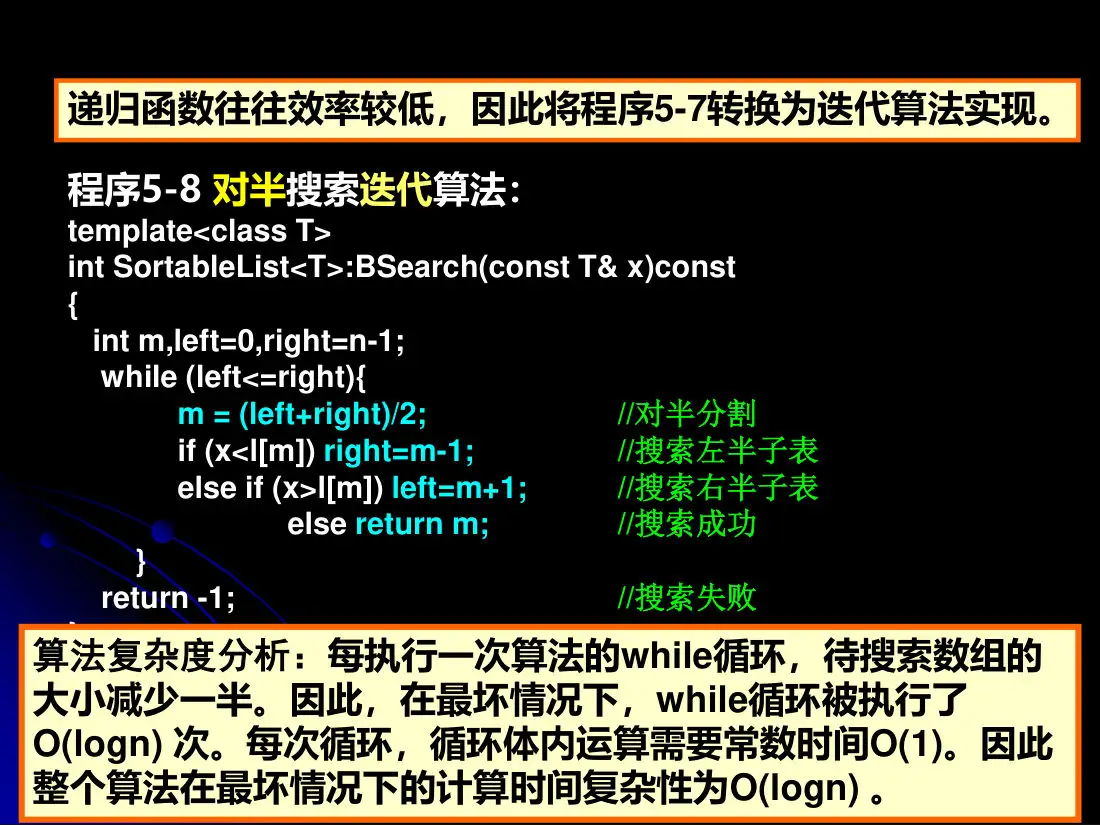 递归函数往往效率较低，因此将程序5-7转换为迭代算法实现。
程序5-8 对半搜索迭代算法：
template<class T>
int SortableList<T>:BSearch(const T& x)const
{
int m,left=0,right=n-1;
while (left<=right){
m = (left+right)/2; //对半分割
if (x<l[m]) right=m-1; //搜索左半子表
else if (x>l[m]) left=m+1; //搜索右半子表
else return m; //搜索成功
}
return -1; //搜索失败
算法复杂度分析：每执行一次算法的while循环，待搜索数组的
大小减少一半。因此，在最坏情况下，while循环被执行了
O(logn) 次。每次循环，循环体内运算需要常数时间O(1)。因此
整个算法在最坏情况下的计算时间复杂性为O(logn) 。